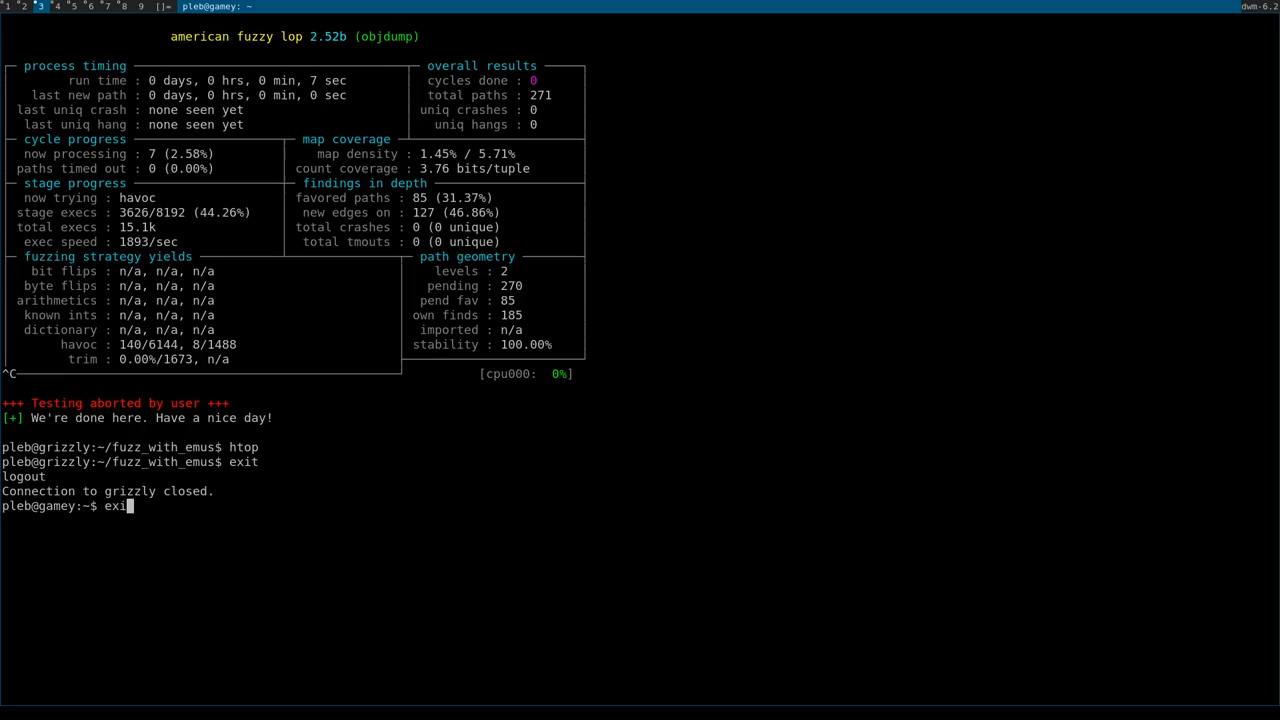 1 2 3 4 5 6 7 8 9 []= pleb@gamey: ~ dwm-6.2
american fuzzy lop 2.52b (objdump)
process timing overall results
run time : 0 days, 0 hrs, 0 min, 7 sec cycles done : 0
last new path : 0 days, 0 hrs, 0 min, 0 sec total paths : 271
last uniq crash : none seen yet uniq crashes : 0
last uniq hang : none seen yet uniq hangs : 0
cycle progress map coverage
now processing : 7 (2.58%) map density : 1.45% / 5.71%
paths timed out : 0 (0.00%) count coverage : 3.76 bits/tuple
stage progress findings in depth
now trying : havoc favored paths : 85 (31.37%)
stage execs : 3626/8192 (44.26%) new edges on : 127 (46.86%)
total execs : 15.1k total crashes : 0 (0 unique)
exec speed : 1893/sec total tmouts : 0 (0 unique)
fuzzing strategy yields path geometry
bit flips : n/a, n/a, n/a levels : 2
byte flips : n/a, n/a, n/a pending : 270
arithmetics : n/a, n/a, n/a pend fav : 85
known ints : n/a, n/a, n/a own finds : 185
dictionary : n/a, n/a, n/a imported : n/a
havoc : 140/6144, 8/1488 stability : 100.00%
trim : 0.00%/1673, n/a
^C [cpu000: 0%]
+++ Testing aborted by user +++
[+] We're done here. Have a nice day!
pleb@grizzly:~/fuzz_with_emus$ htop
pleb@grizzly:~/fuzz_with_emus$ exit
logout
Connection to grizzly closed.
pleb@gamey:~$ exi